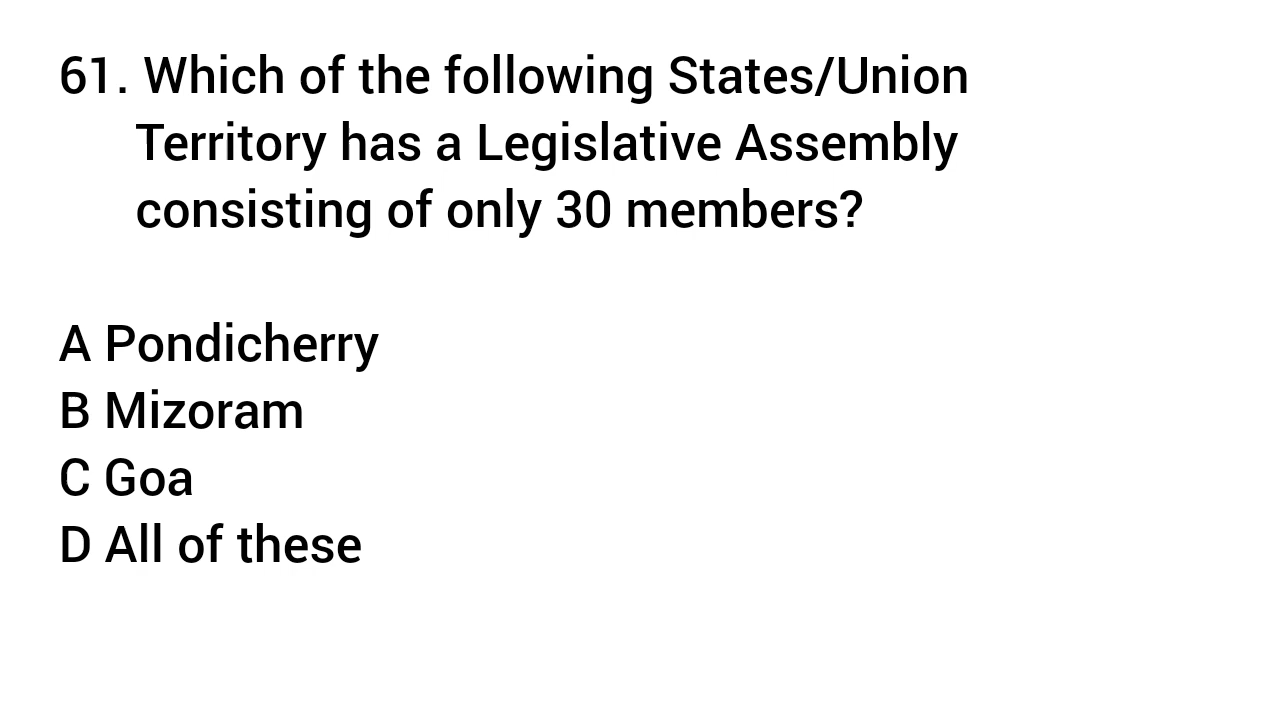 61. Which of the following States/Union
Territory has a Legislative Assembly
consisting of only 30 members?
A Pondicherry
B Mizoram
C Goa
D All of these